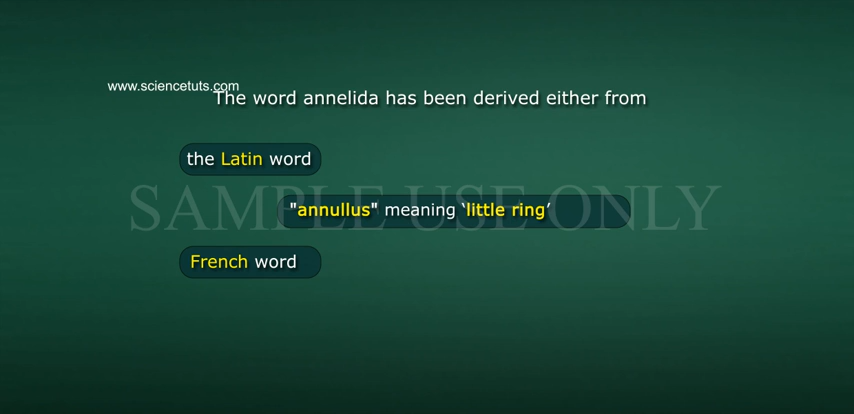 www.sciencetuts.com
The word annelida has been derived either from
the Latin word
SAMPLE USE ONLY
"annullus" meaning ‘little ring’
French word